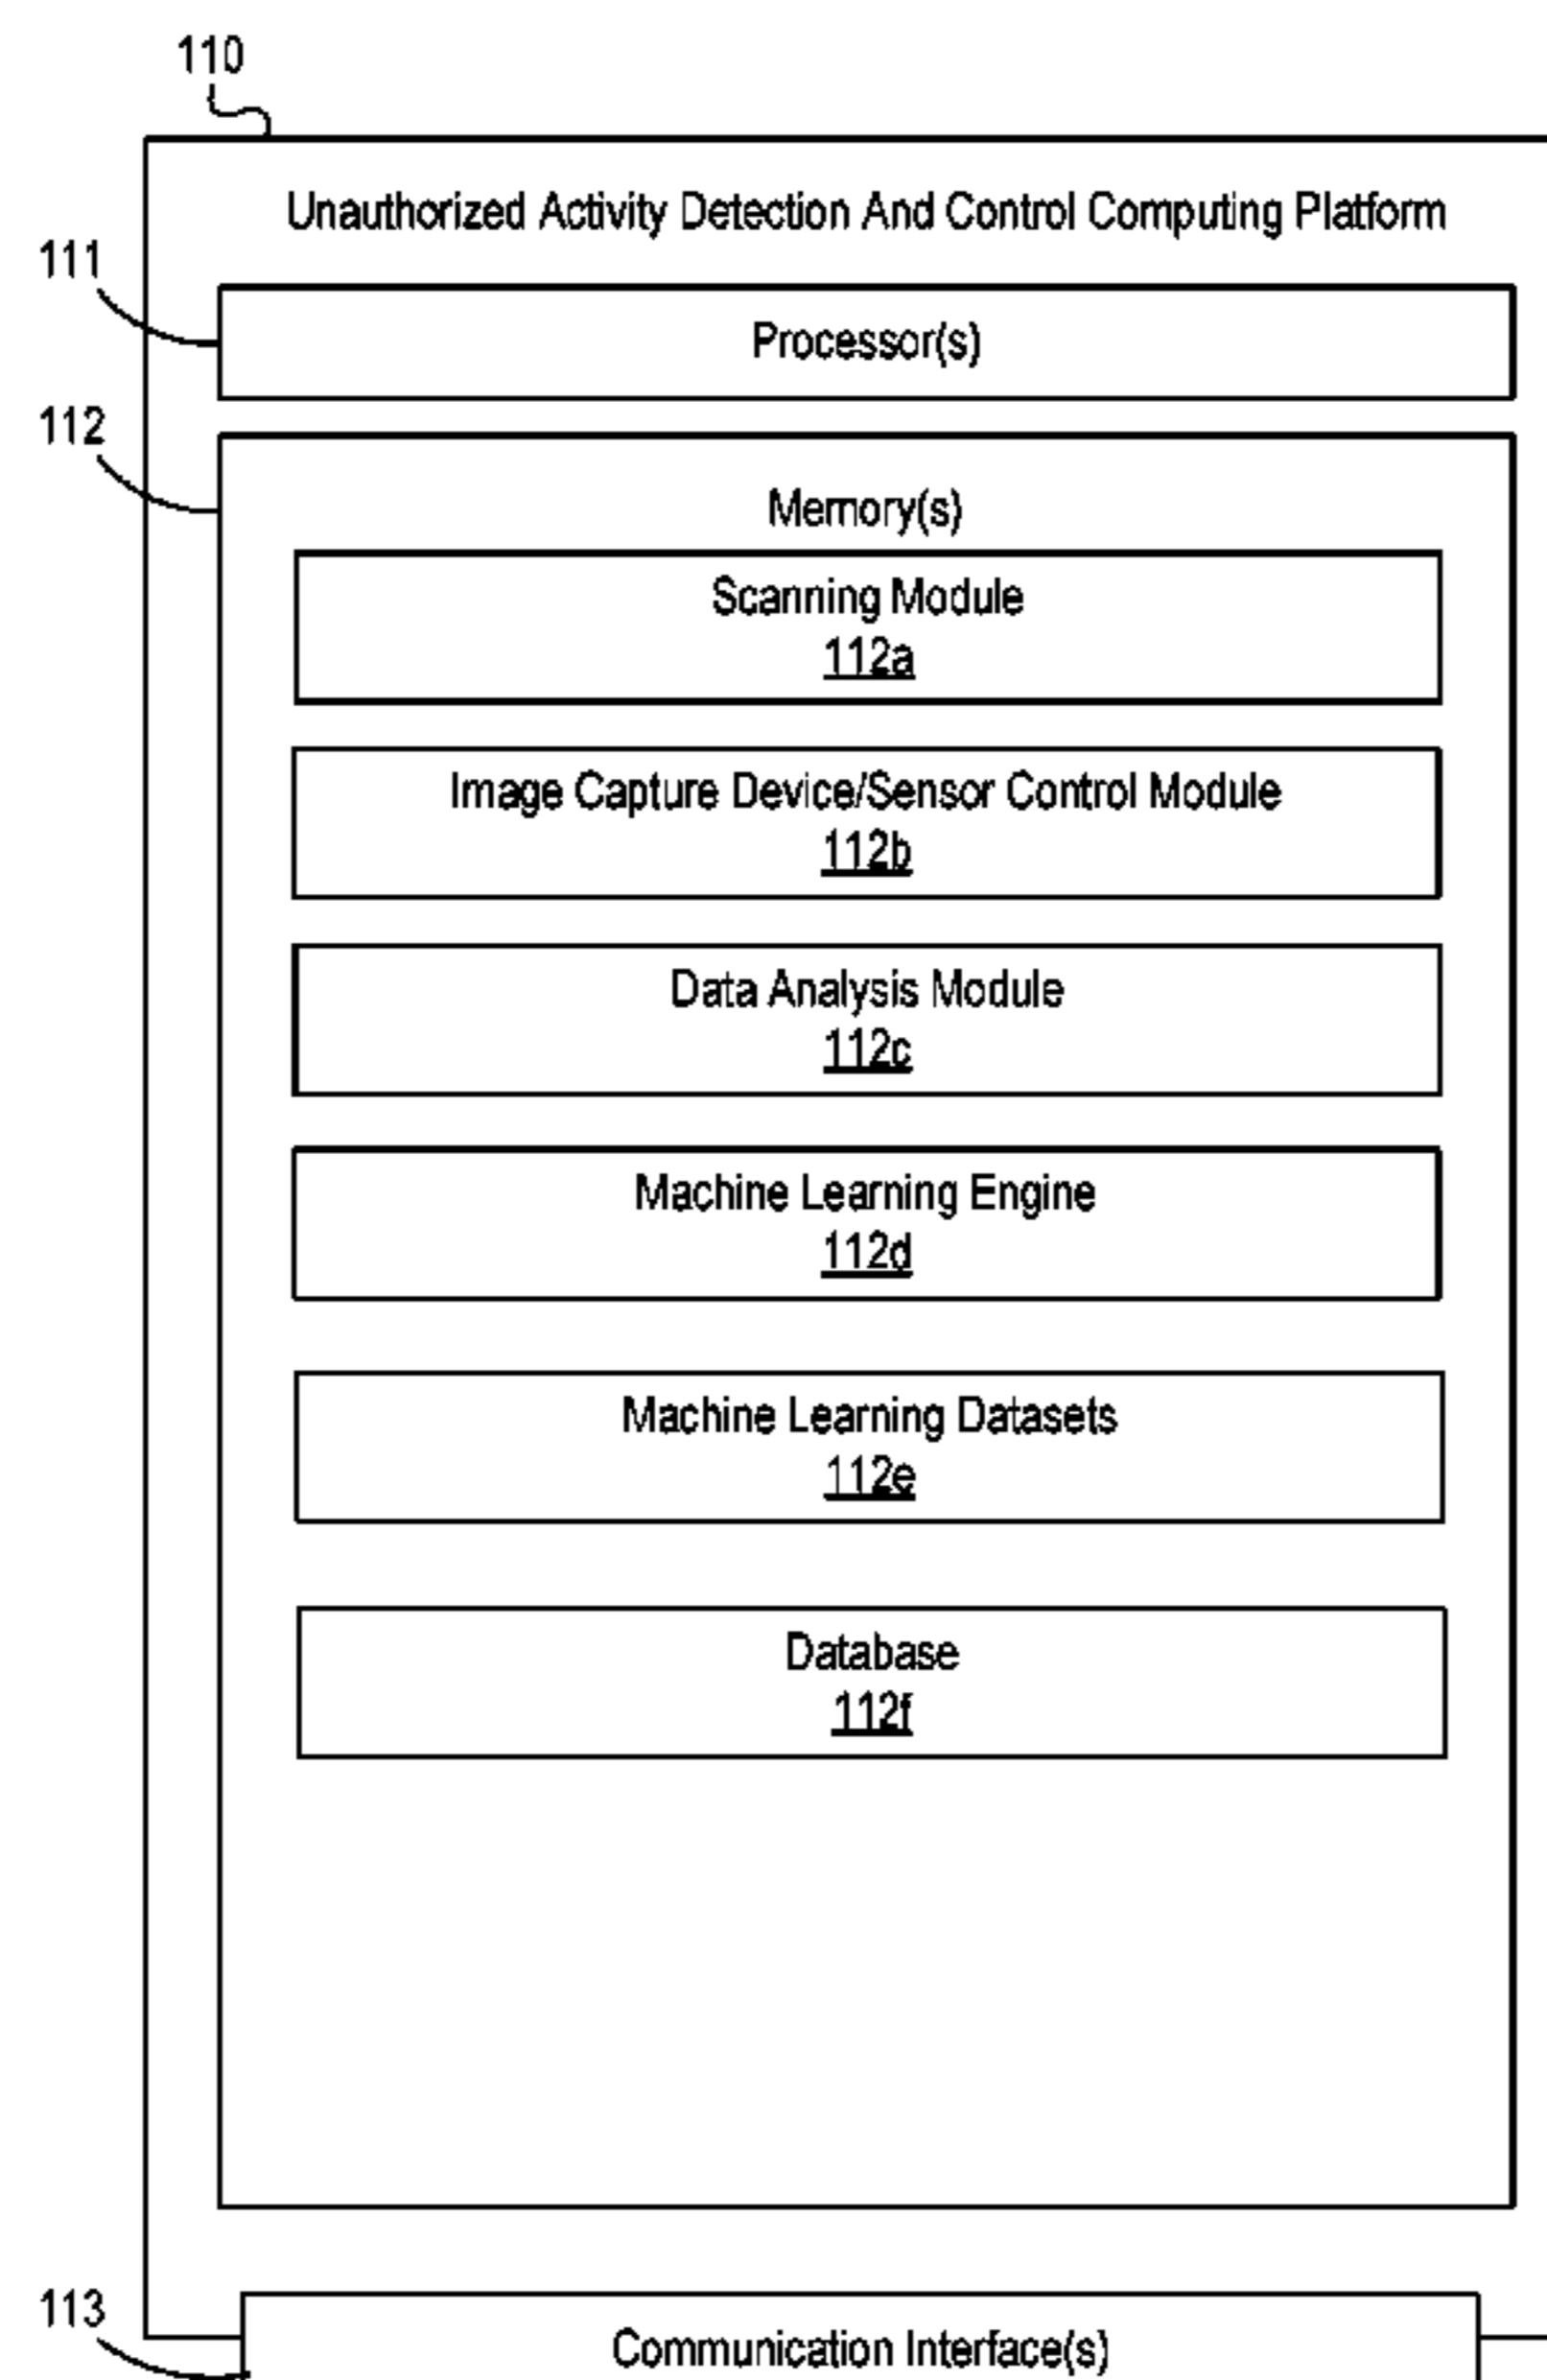 110
Unauthorized Activity Detection And Control Computing Platform
111
Processor(s)
112
Memory(s)
Scanning Module
112a
Image Capture Device/Sensor Control Module
112b
Data Analysis Module
112c
Machine Learning Engine
112d
Machine Learning Datasets
112e
Database
112f
113
Communication Interface(s)